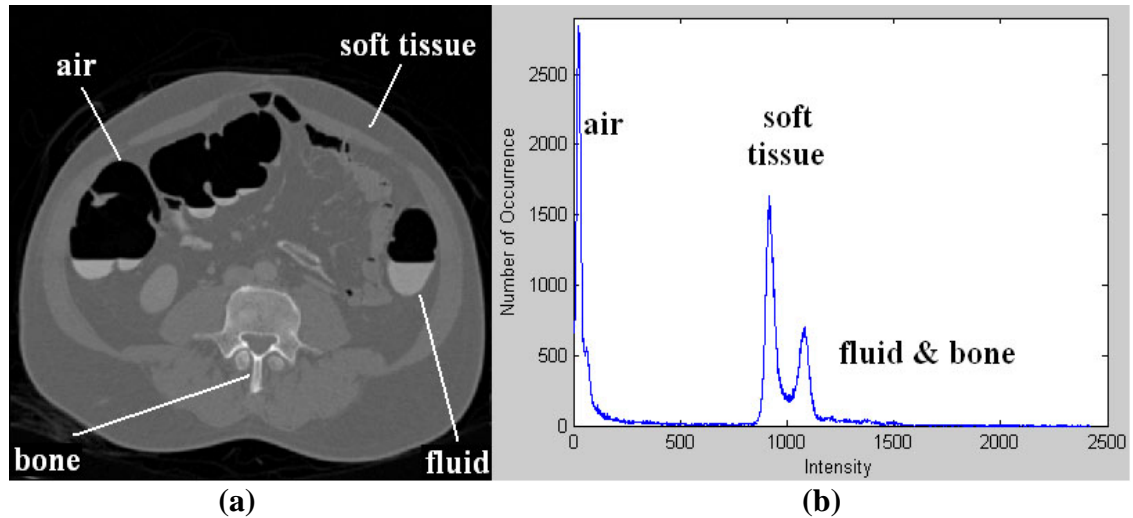 air
soft tissue
bone
fluid
(a)
Number of Occurrence
2500
2000
1500
1000
500
0
air
soft
tissue
fluid & bone
0
500
1000
1500
2000
2500
Intensity
(b)